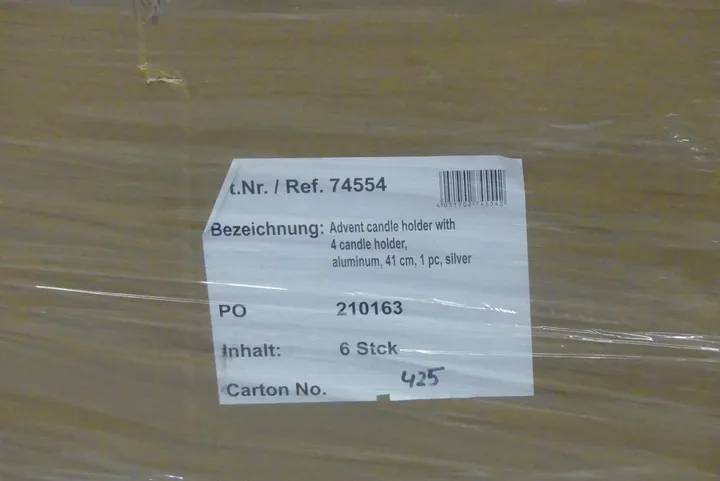 t.Nr. / Ref. 74554
Bezeichnung: Advent candle holder with
4 candle holder,
aluminum, 41 cm, 1 pc, silver
PO 210163
Inhalt: 6 Stck
Carton No. 425